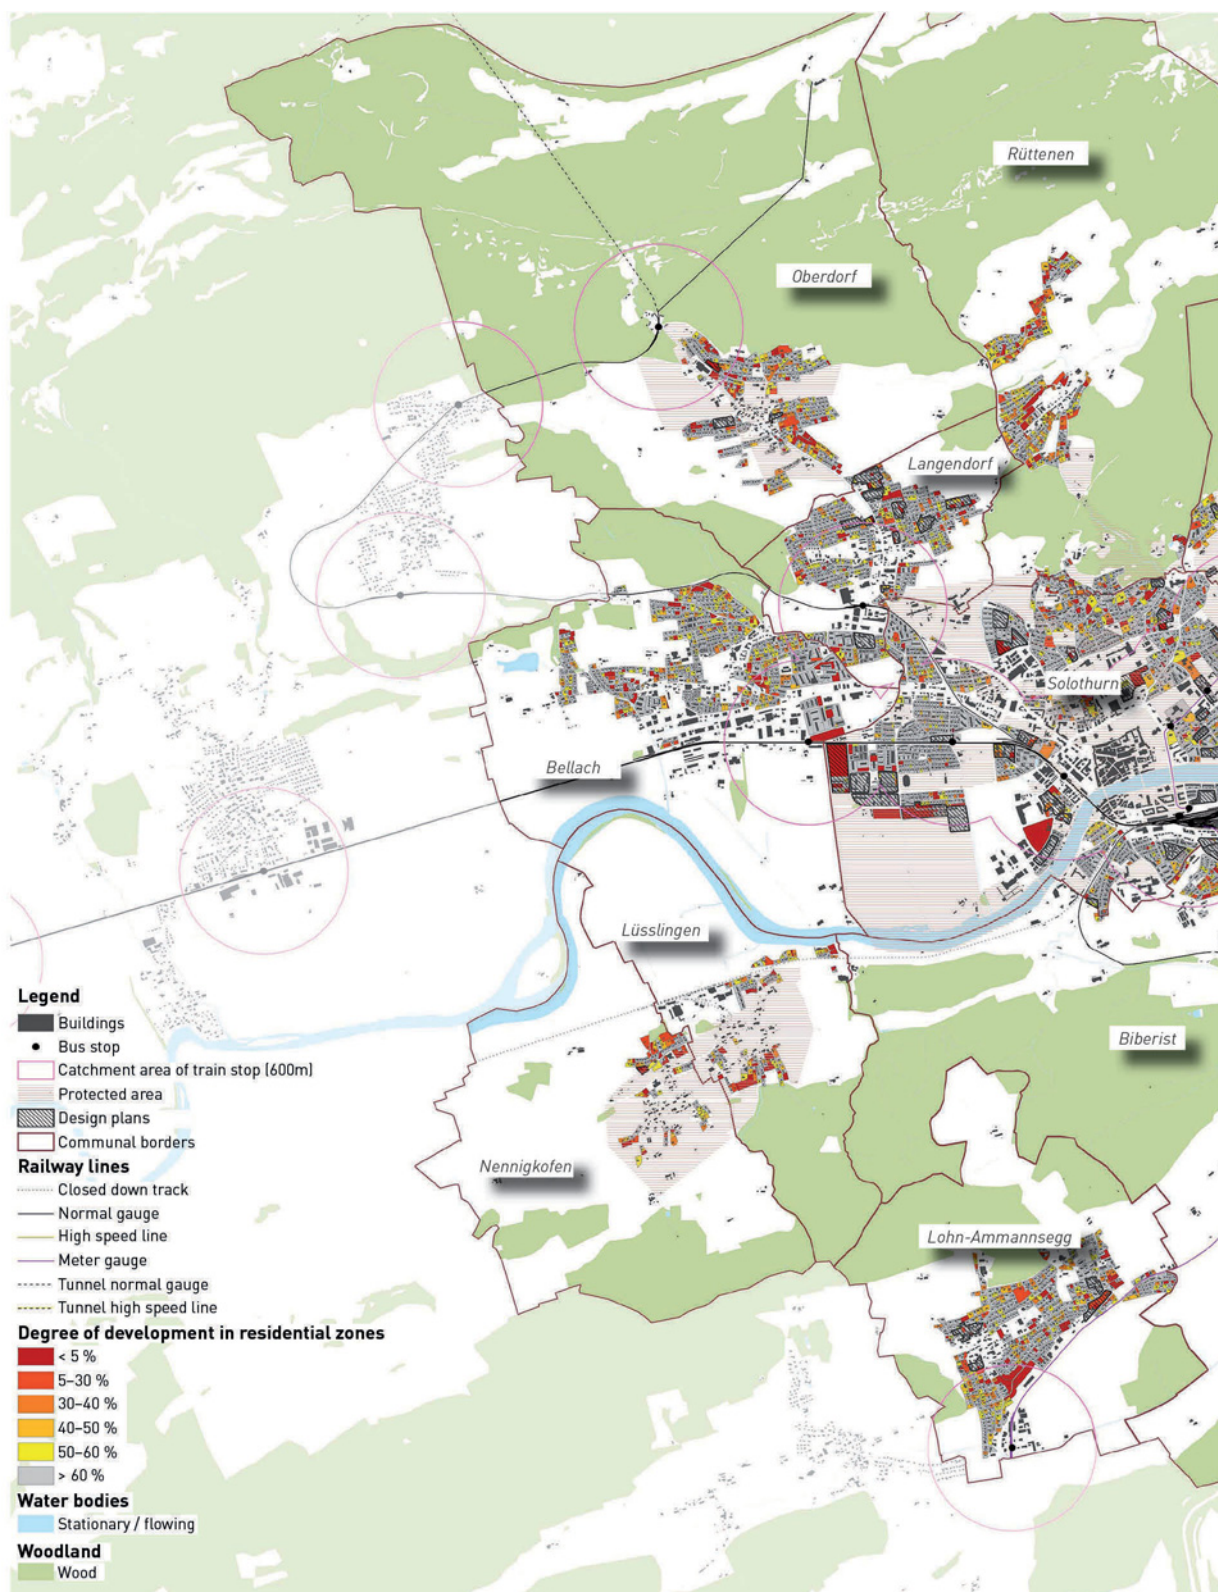 Rüttenen
Oberdorf
Langendorf
Solothurn
Bellach
Lüsslingen
Biberist
Nennigkofen
Lohn-Ammannsegg
Legend
Buildings
Bus stop
Catchment area of train stop (600m)
Protected area
Design plans
Communal borders
Railway lines
Closed down track
Normal gauge
High speed line
Meter gauge
Tunnel normal gauge
Tunnel high speed line
Degree of development in residential zones
< 5 %
5–30 %
30–40 %
40–50 %
50–60 %
> 60 %
Water bodies
Stationary / flowing
Woodland
Wood